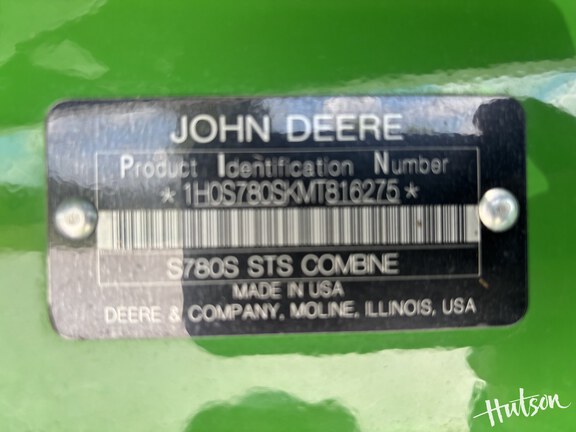 JOHN DEERE
Product Identification Number
*1H0S780SKMT816275*
S780S STS COMBINE
MADE IN USA
DEERE & COMPANY, MOLINE, ILLINOIS, USA
Hutson